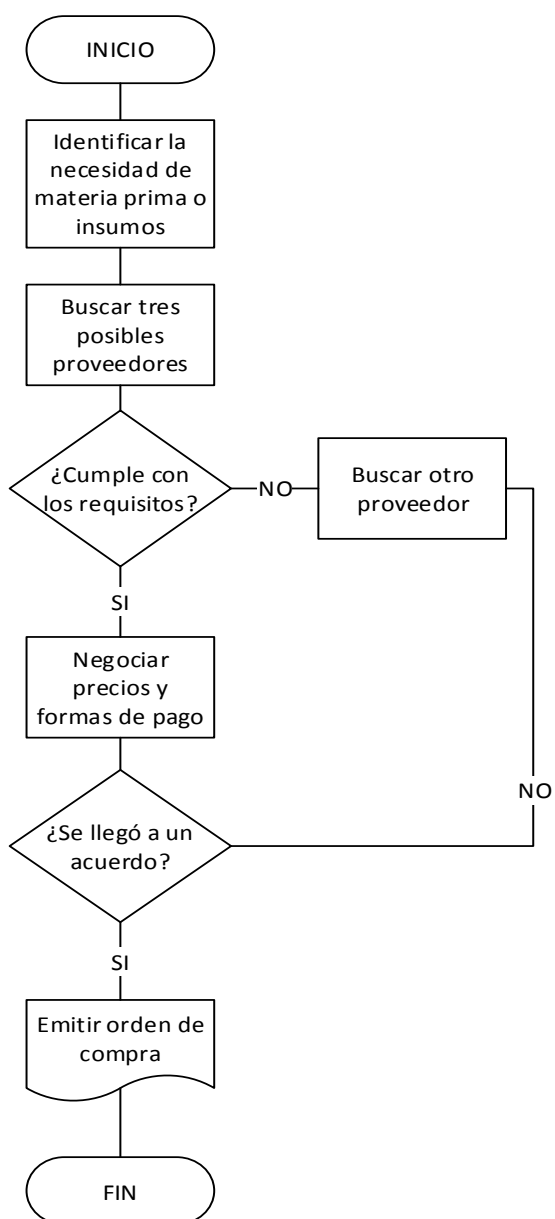 INICIO
Identificar la
necesidad de
materia prima o
insumos
Buscar tres
posibles
proveedores
¿Cumple con
los requisitos?
NO
Buscar otro
proveedor
SI
Negociar
precios y
formas de pago
NO
¿Se llegó a un
acuerdo?
SI
Emitir orden de
compra
FIN